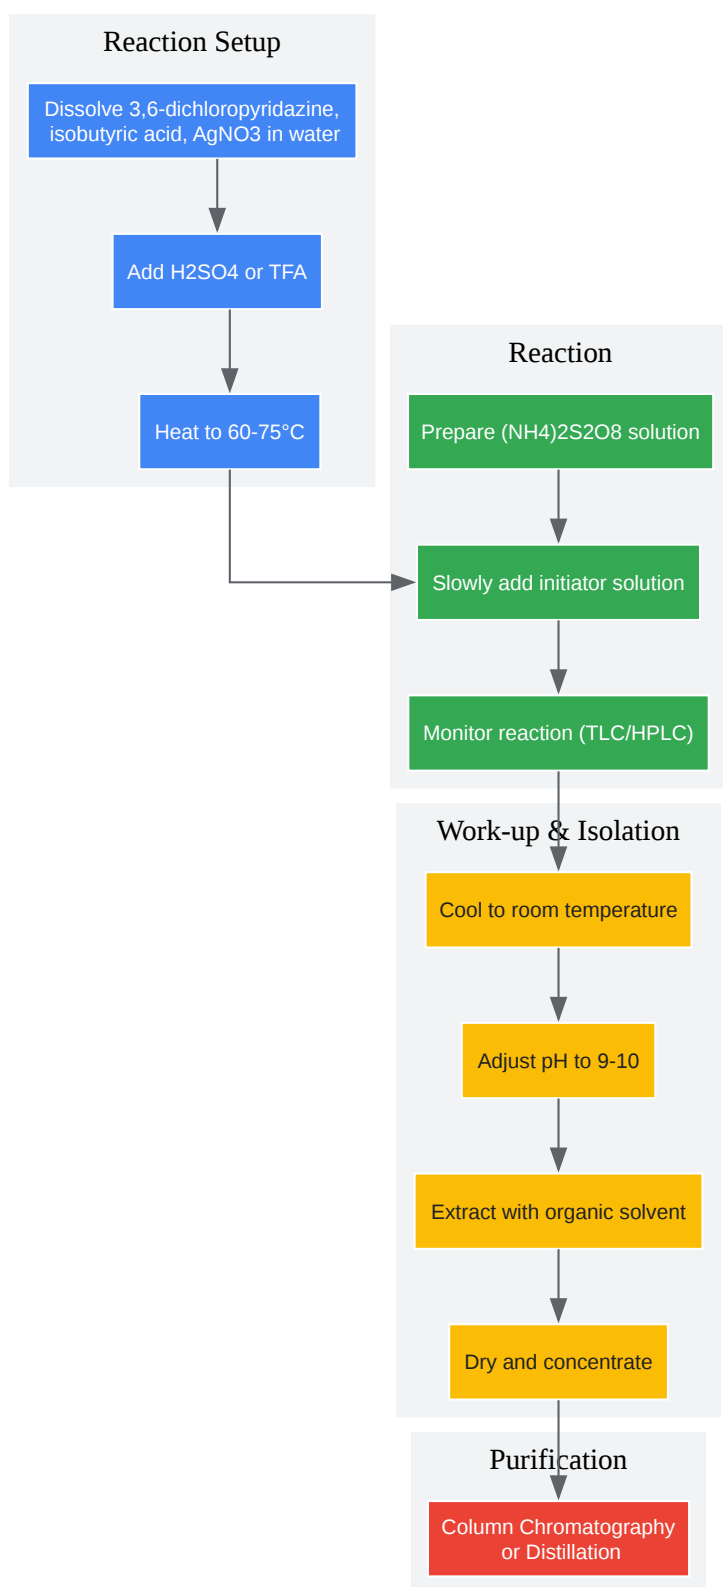 Reaction Setup
Dissolve 3,6-dichloropyridazine,
isobutyric acid, AgNO3 in water
Add H2SO4 or TFA
Heat to 60-75°C
Reaction
Prepare (NH4)2S2O8 solution
Slowly add initiator solution
Monitor reaction (TLC/HPLC)
Work-up & Isolation
Cool to room temperature
Adjust pH to 9-10
Extract with organic solvent
Dry and concentrate
Purification
Column Chromatography
or Distillation